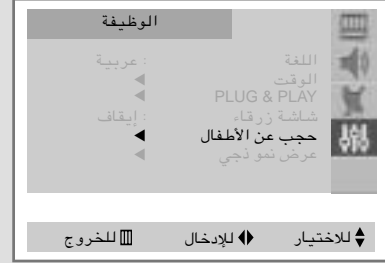 الوظيفة
اللغة : عربية
الوقت ◀
PLUG & PLAY ◀
شاشة زرقاء : إيقاف
حجب عن الأطفال ◀
عرض نموذجي ◀
للاختيار للإدخال للخروج